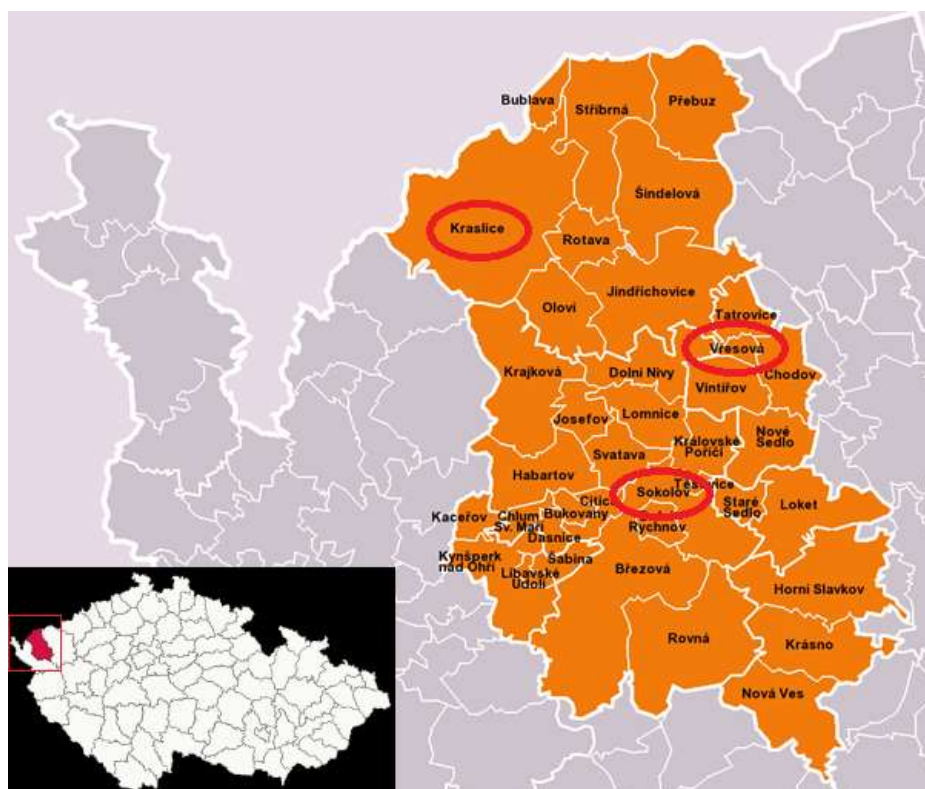 Bublava
Stříbrná
Přebuz
Šindelová
Kraslice
Rotava
Jindřichovice
Oloví
Tatrovice
Vřesová
Krajková
Dolní Nivy
Chodov
Vintířov
Josefov
Lomnice
Nové
Sedlo
Královské
Poříčí
Svatava
Habartov
Těšovice
Sokolov
Citice
Staré
Sedlo
Loket
Kaceřov
Chlum
Sv. Maří
Bukovany
Rychnov
Dasnice
Kynšperk
nad Ohří
Šabina
Libavské
Údolí
Březová
Horní Slavkov
Rovná
Krásno
Nová Ves